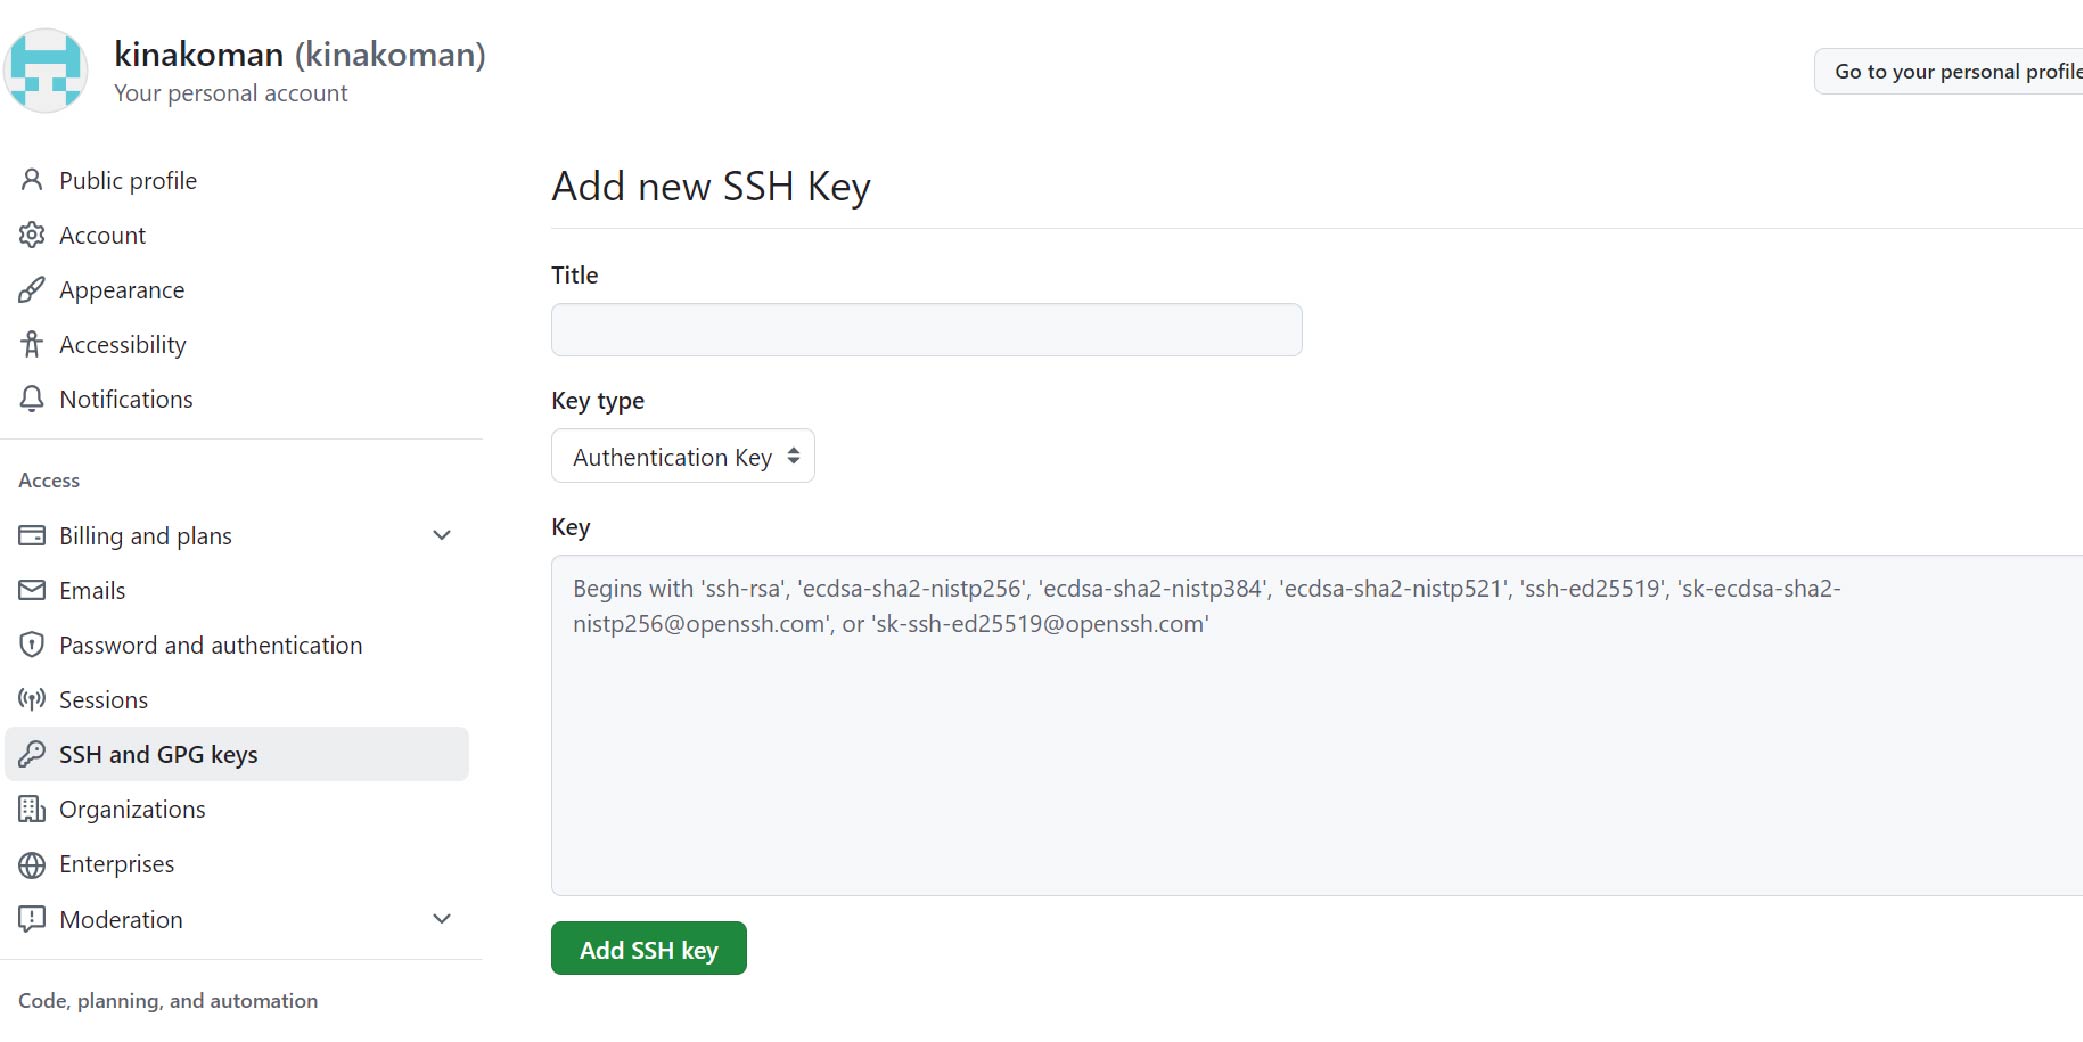 kinakoman (kinakoman)
Your personal account
Go to your personal profile
Public profile
Account
Appearance
Accessibility
Notifications
Access
Billing and plans
Emails
Password and authentication
Sessions
SSH and GPG keys
Organizations
Enterprises
Moderation
Code, planning, and automation
Add new SSH Key
Title
Key type
Authentication Key
Key
Begins with 'ssh-rsa', 'ecdsa-sha2-nistp256', 'ecdsa-sha2-nistp384', 'ecdsa-sha2-nistp521', 'ssh-ed25519', 'sk-ecdsa-sha2-
nistp256@openssh.com', or 'sk-ssh-ed25519@openssh.com'
Add SSH key